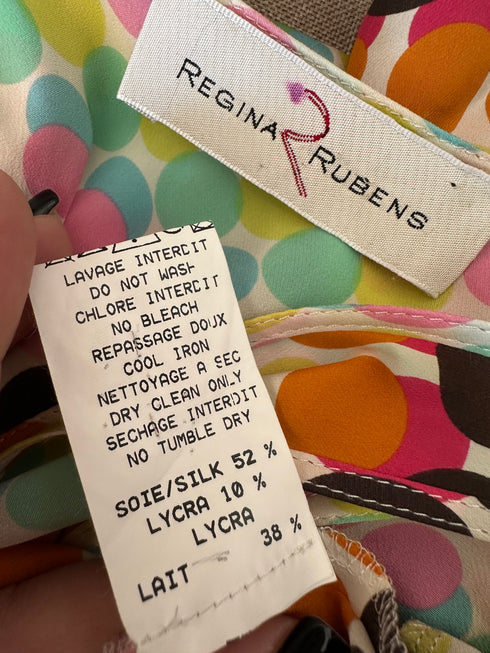 REGINA RUBENS
LAVAGE INTERDIT
DO NOT WASH
CHLORE INTERDIT
NO BLEACH
REPASSAGE DOUX
COOL IRON
NETTOYAGE A SEC
DRY CLEAN ONLY
SECHAGE INTERDIT
NO TUMBLE DRY
SOIE/SILK 52 %
LYCRA 10 %
LYCRA
38 %
LAIT